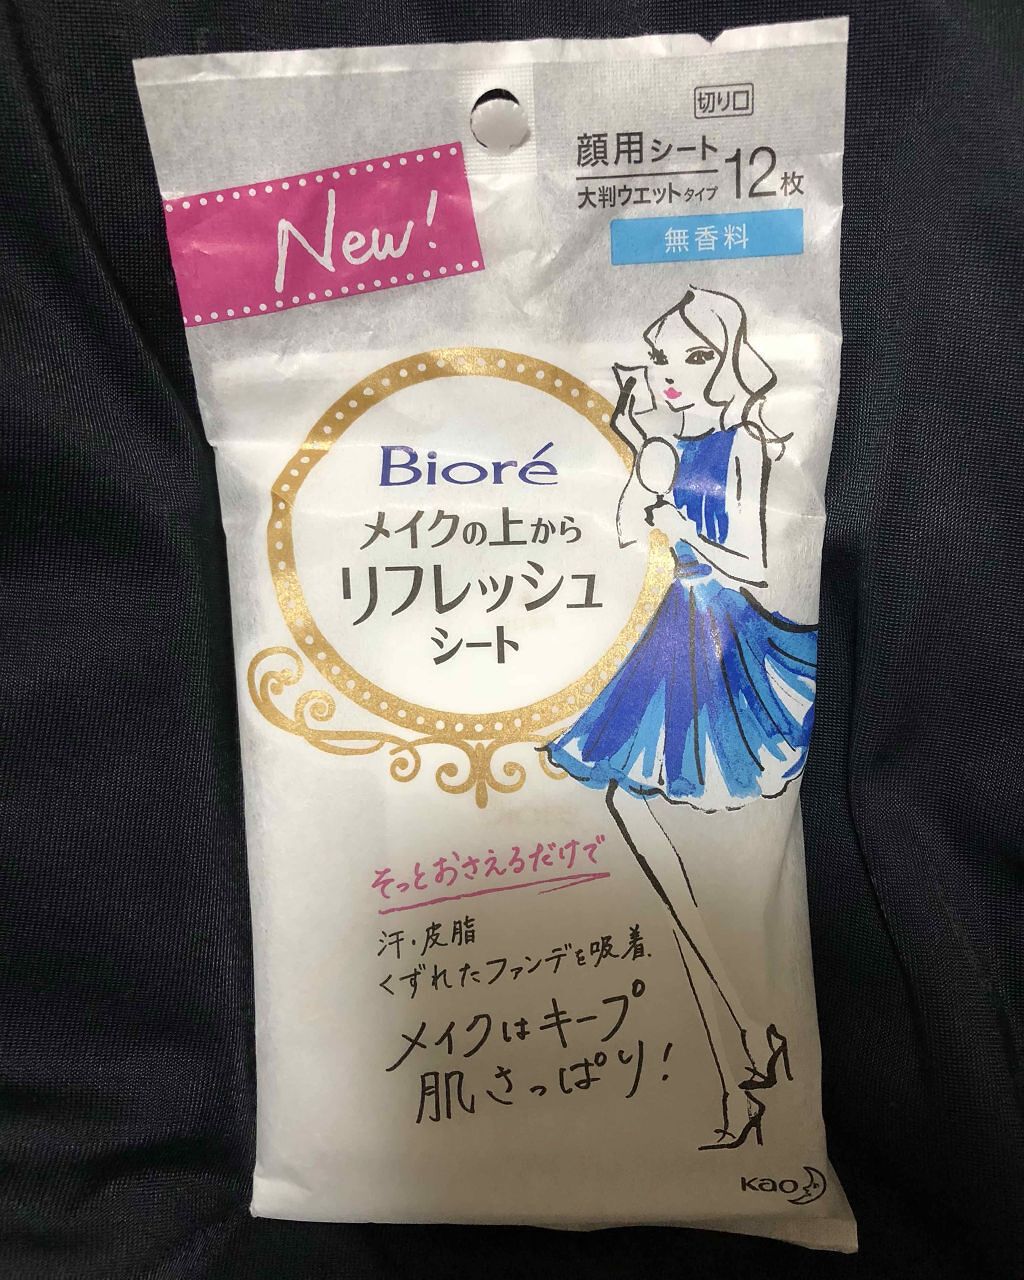 切り口
顔用シート
大判ウエットタイプ 12枚
無香料
New!
Bioré
メイクの上から
リフレッシュ
シート
そっとおさえるだけで
汗・皮脂
くずれたファンデを吸着
メイクはキープ
肌さっぱり!
Kao